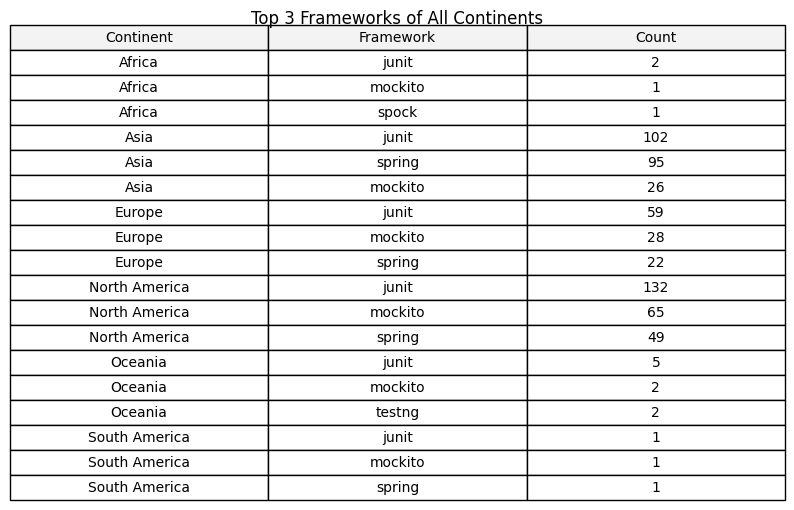 Top 3 Frameworks of All Continents
Continent Framework Count
Africa junit 2
Africa mockito 1
Africa spock 1
Asia junit 102
Asia spring 95
Asia mockito 26
Europe junit 59
Europe mockito 28
Europe spring 22
North America junit 132
North America mockito 65
North America spring 49
Oceania junit 5
Oceania mockito 2
Oceania testng 2
South America junit 1
South America mockito 1
South America spring 1